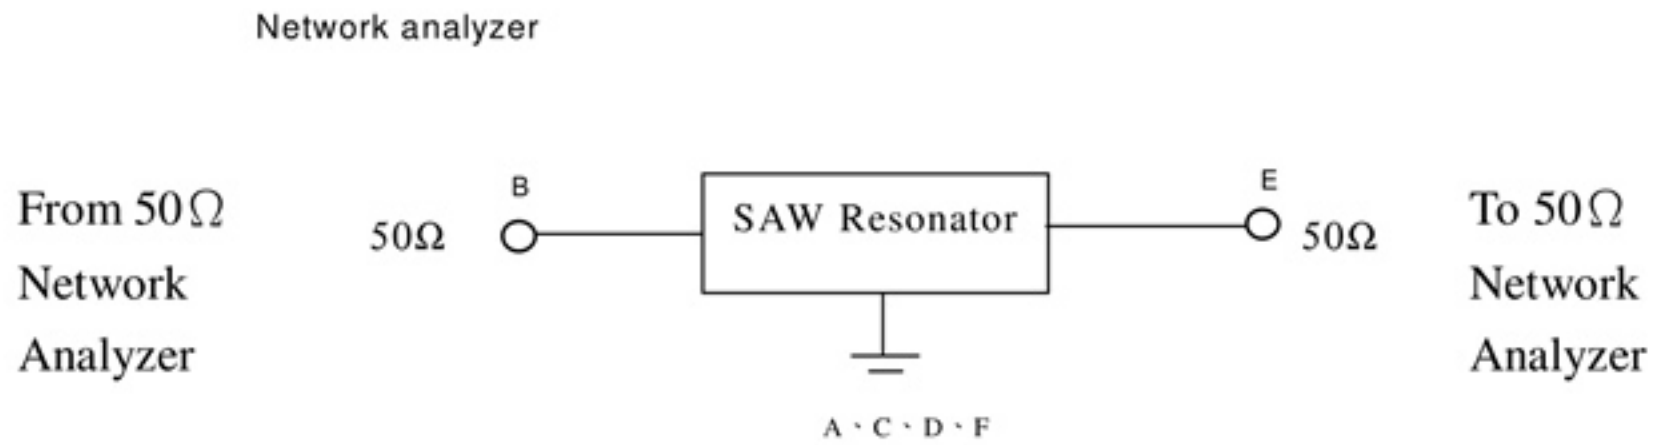 Network analyzer
From 50Ω
Network
Analyzer
50Ω
B
SAW Resonator
E
50Ω
To 50Ω
Network
Analyzer
A、C、D、F